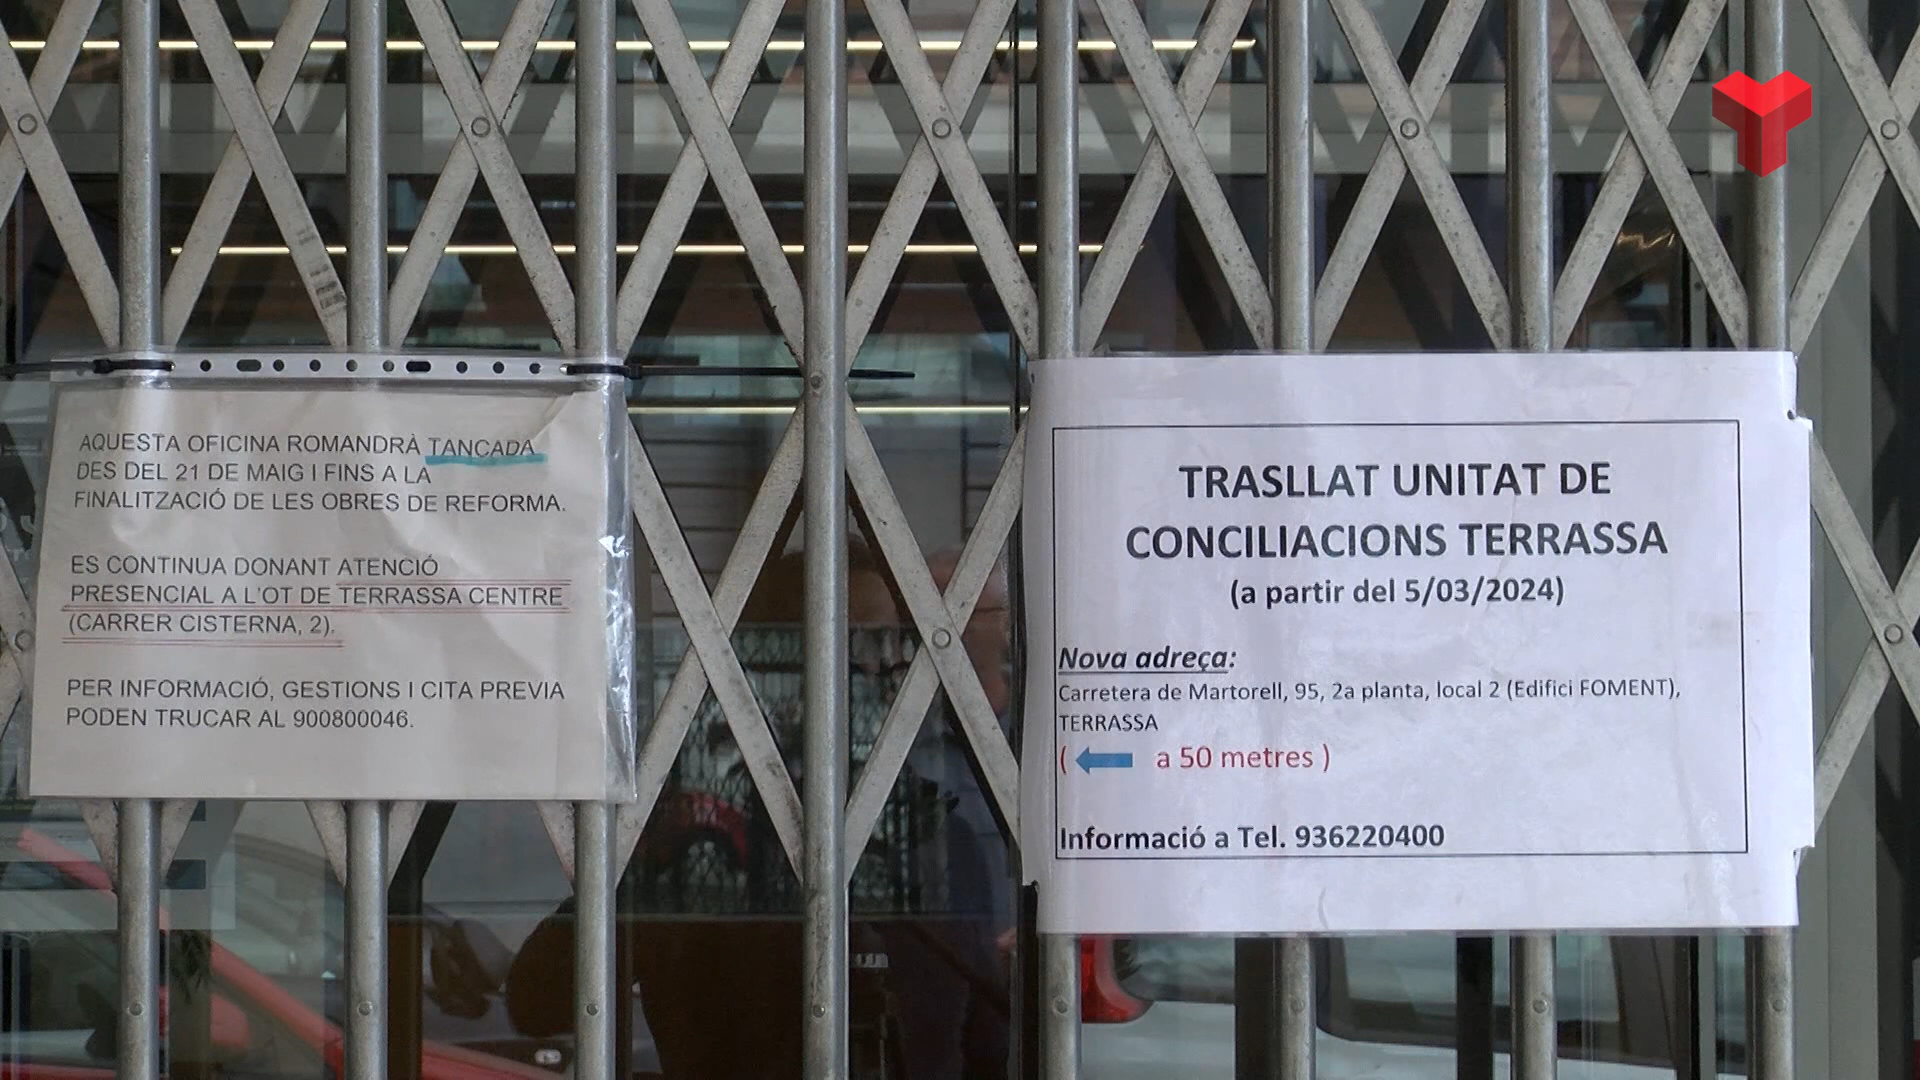 AQUESTA OFICINA ROMANDRÀ TANCADA
DES DEL 21 DE MAIG I FINS A LA
FINALITZACIÓ DE LES OBRES DE REFORMA.
ES CONTINUA DONANT ATENCIÓ
PRESENCIAL A L'OT DE TERRASSA CENTRE
(CARRER CISTERNA, 2).
PER INFORMACIÓ, GESTIONS I CITA PREVIA
PODEN TRUCAR AL 900800046.
TRASLLAT UNITAT DE
CONCILIACIONS TERRASSA
(a partir del 5/03/2024)
Nova adreça:
Carretera de Martorell, 95, 2a planta, local 2 (Edifici FOMENT),
TERRASSA
( a 50 metres )
Informació a Tel. 936220400